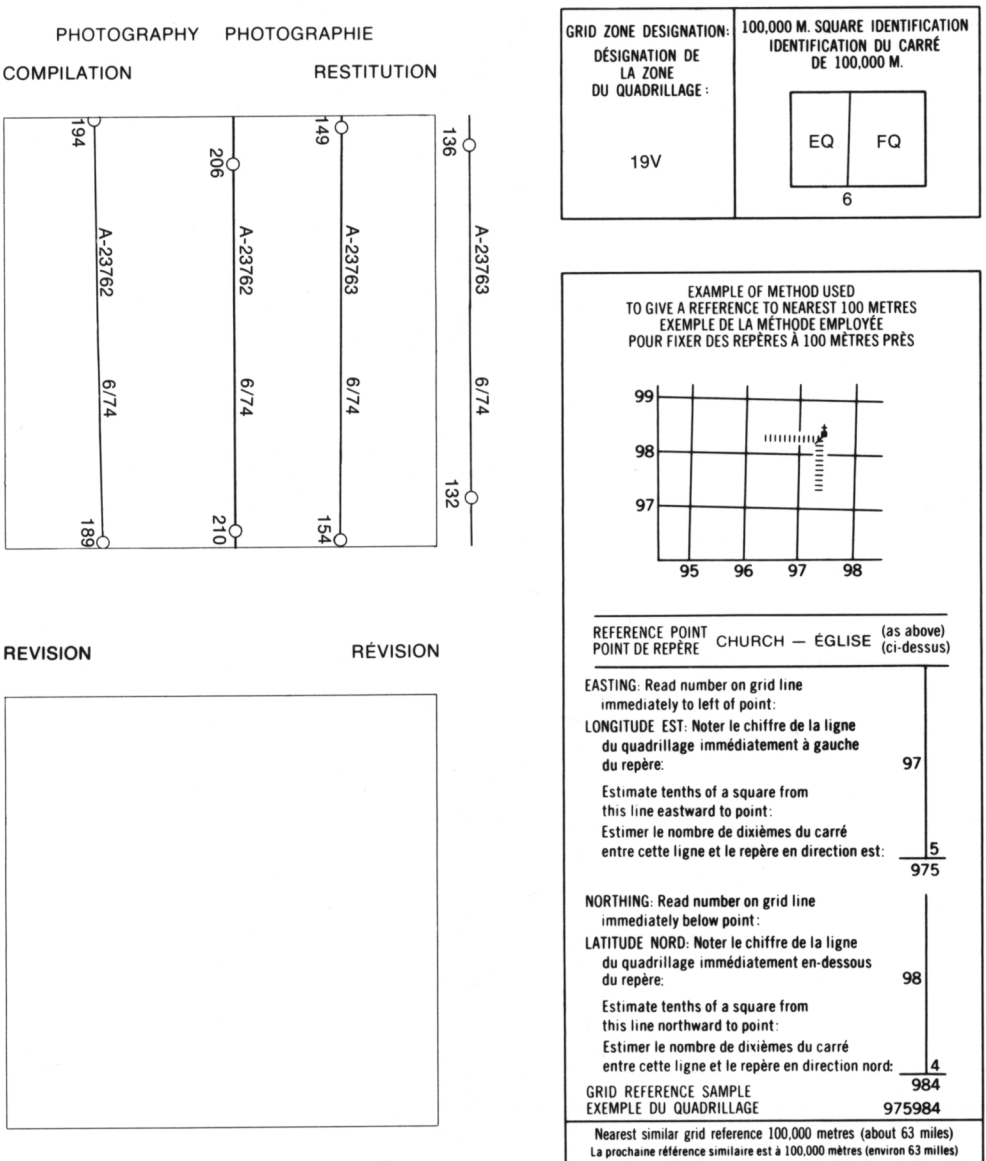 PHOTOGRAPHY PHOTOGRAPHIE
COMPILATION RESTITUTION
194
206
149
136
A-23762
A-23762
A-23763
A-23763
6/74
6/74
6/74
6/74
189
210
154
132
REVISION RÉVISION
GRID ZONE DESIGNATION:
DÉSIGNATION DE
LA ZONE
DU QUADRILLAGE :
19V
100,000 M. SQUARE IDENTIFICATION
IDENTIFICATION DU CARRÉ
DE 100,000 M.
EQ FQ
6
EXAMPLE OF METHOD USED
TO GIVE A REFERENCE TO NEAREST 100 METRES
EXEMPLE DE LA MÉTHODE EMPLOYÉE
POUR FIXER DES REPÈRES À 100 MÈTRES PRÈS
99
98
97
95 96 97 98
REFERENCE POINT
POINT DE REPÈRE
CHURCH — ÉGLISE
(as above)
(ci-dessus)
EASTING: Read number on grid line
immediately to left of point:
LONGITUDE EST: Noter le chiffre de la ligne
du quadrillage immédiatement à gauche
du repère: 97
Estimate tenths of a square from
this line eastward to point:
Estimer le nombre de dixièmes du carré
entre cette ligne et le repère en direction est: 5
975
NORTHING: Read number on grid line
immediately below point:
LATITUDE NORD: Noter le chiffre de la ligne
du quadrillage immédiatement en-dessous
du repère: 98
Estimate tenths of a square from
this line northward to point:
Estimer le nombre de dixièmes du carré
entre cette ligne et le repère en direction nord: 4
984
GRID REFERENCE SAMPLE
EXEMPLE DU QUADRILLAGE 975984
Nearest similar grid reference 100,000 metres (about 63 miles)
La prochaine référence similaire est à 100,000 mètres (environ 63 milles)